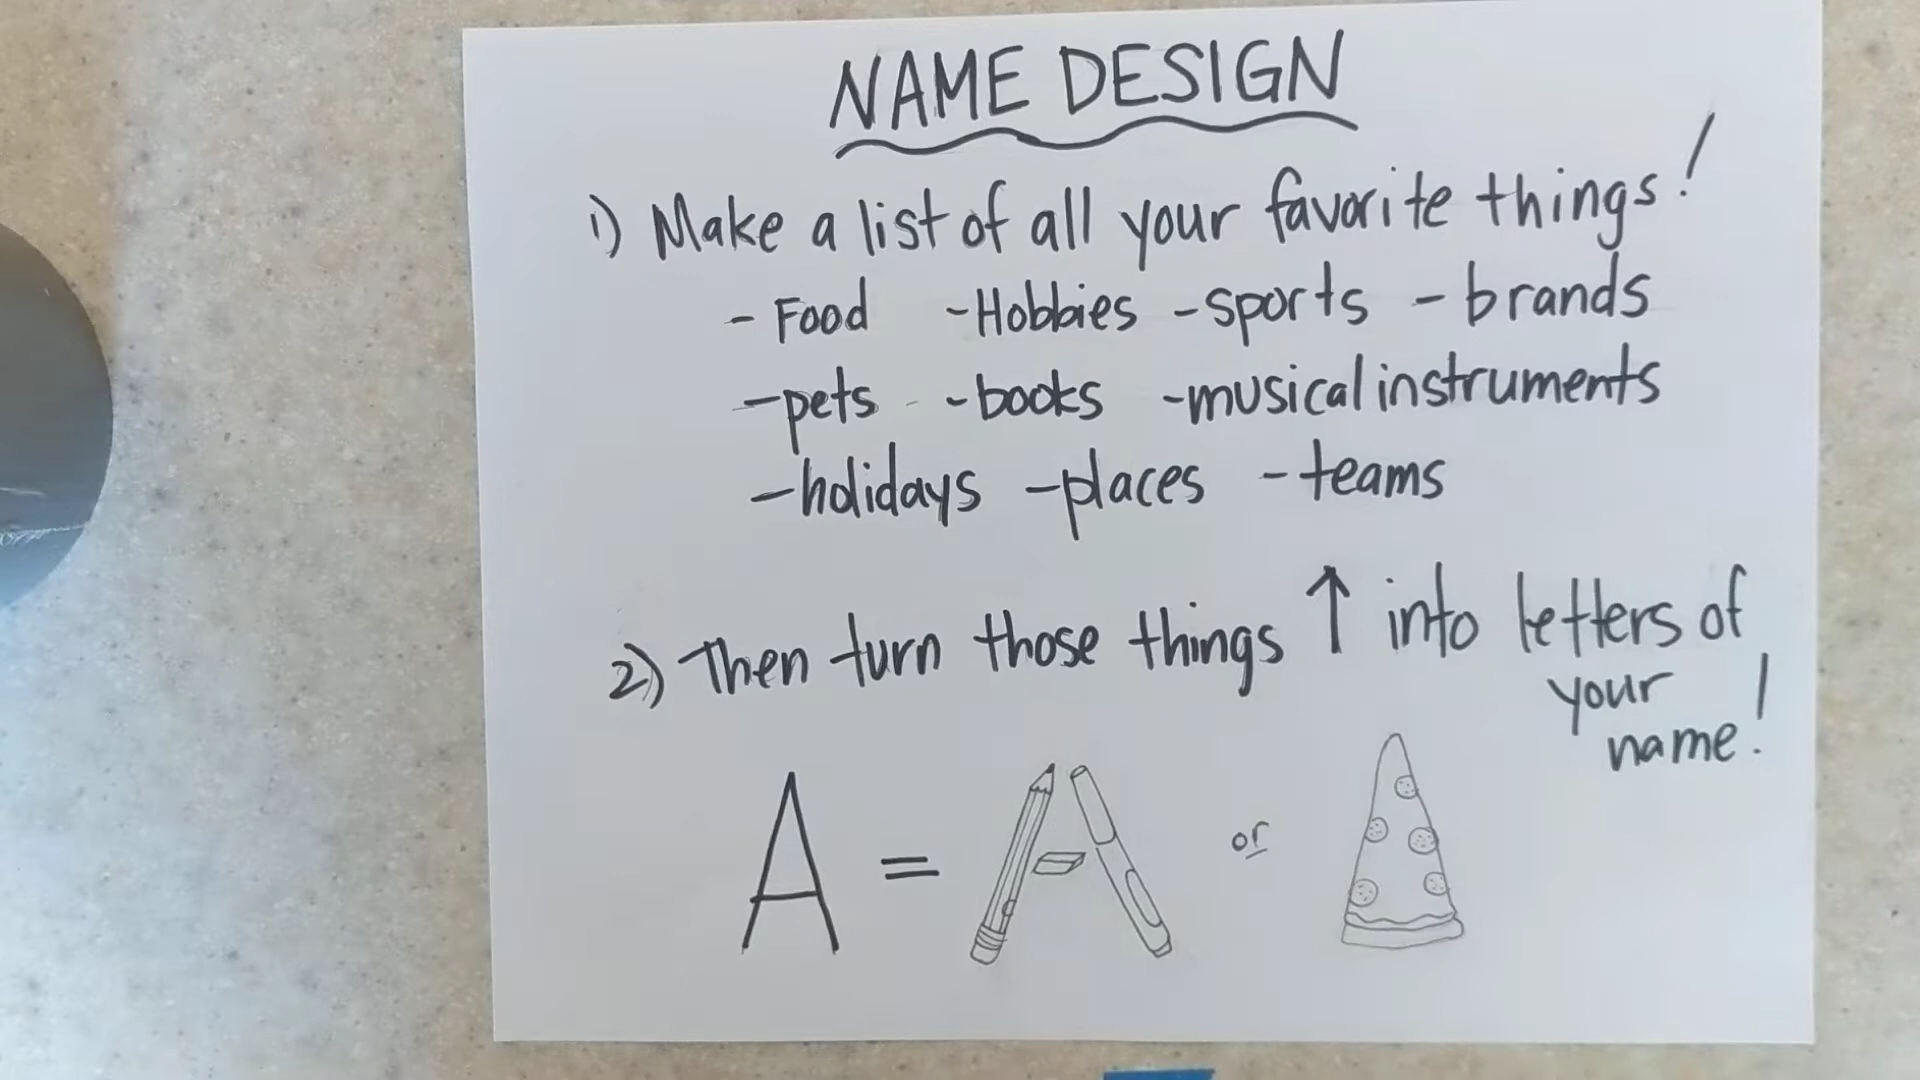 NAME DESIGN
1) Make a list of all your favorite things!
- Food - Hobbies - sports - brands
- pets - books - musical instruments
- holidays - places - teams
2) Then turn those things ↑ into letters of
your
name!
A = A or